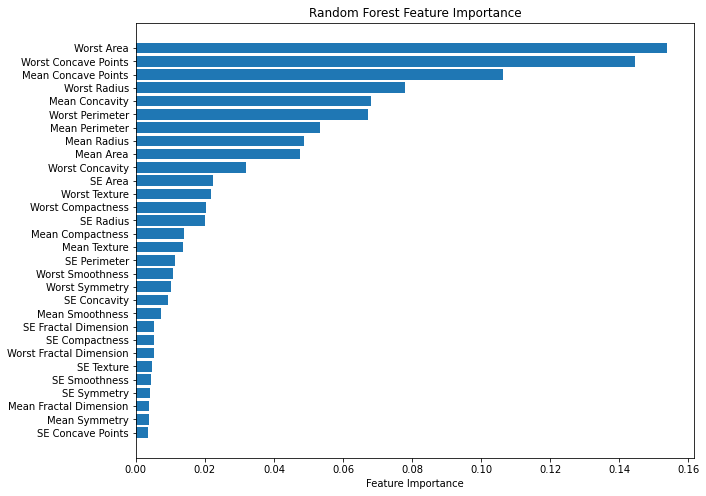 Random Forest Feature Importance
Worst Area
Worst Concave Points
Mean Concave Points
Worst Radius
Mean Concavity
Worst Perimeter
Mean Perimeter
Mean Radius
Mean Area
Worst Concavity
SE Area
Worst Texture
Worst Compactness
SE Radius
Mean Compactness
Mean Texture
SE Perimeter
Worst Smoothness
Worst Symmetry
SE Concavity
Mean Smoothness
SE Fractal Dimension
SE Compactness
Worst Fractal Dimension
SE Texture
SE Smoothness
SE Symmetry
Mean Fractal Dimension
Mean Symmetry
SE Concave Points
0.00 0.02 0.04 0.06 0.08 0.10 0.12 0.14 0.16
Feature Importance